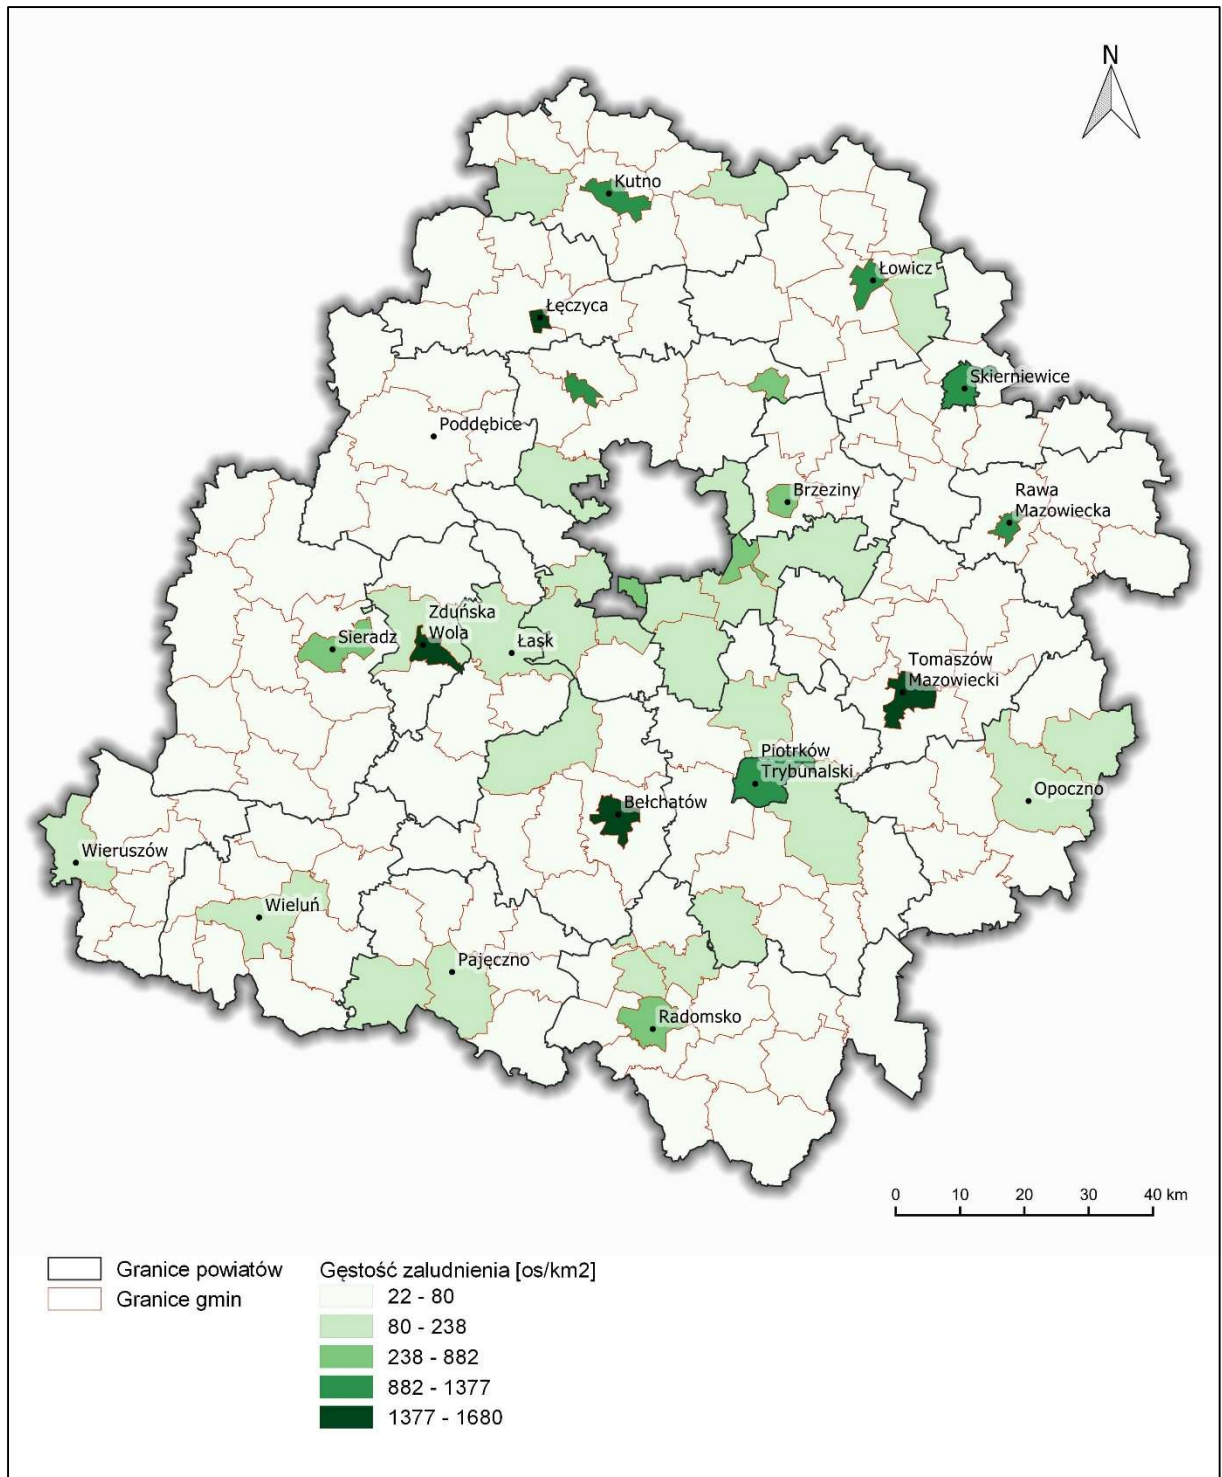 N
Kutno
Łowicz
Łęczyca
Skierniewice
Poddębice
Brzeziny
Rawa
Mazowiecka
Zduńska
Wola
Sieradz
Łask
Tomaszów
Mazowiecki
Piotrków
Trybunalski
Opoczno
Bełchatów
Wieruszów
Wieluń
Pajęczno
Radomsko
0 10 20 30 40 km
Granice powiatów
Granice gmin
Gęstość zaludnienia [os/km2]
22 - 80
80 - 238
238 - 882
882 - 1377
1377 - 1680